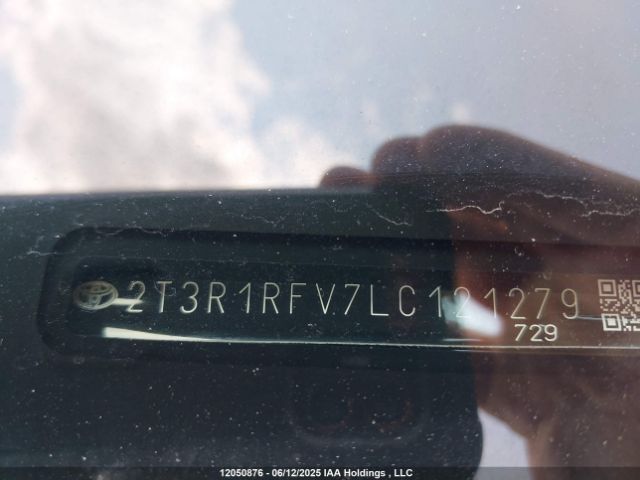 2T3R1RFV7LC121279
729
12050876 - 06/12/2025 IAA Holdings , LLC